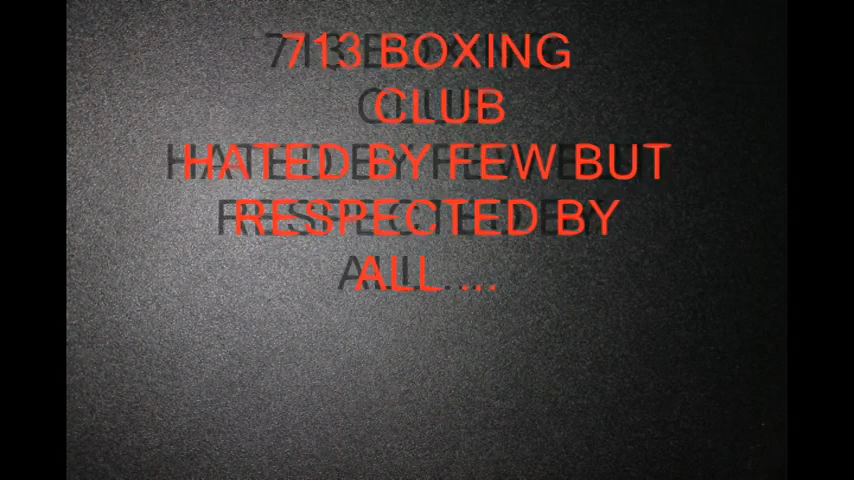 713 BOXING
CLUB
HATED BY FEW BUT
RESPECTED BY
ALL ....